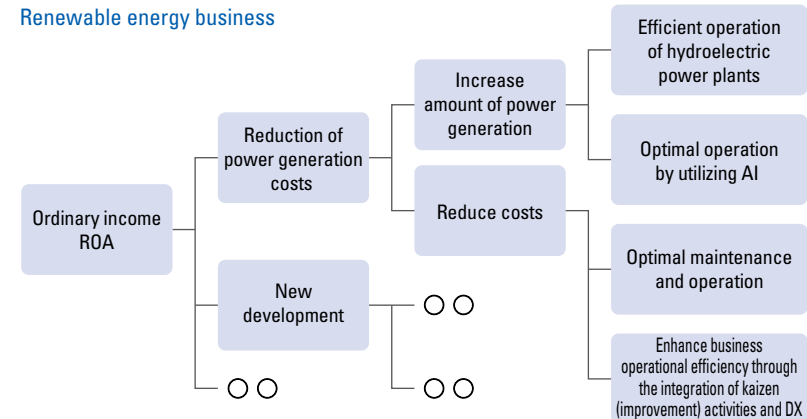 Renewable energy business
Ordinary income
ROA
Reduction of
power generation
costs
New
development
○ ○
Increase
amount of power
generation
Reduce costs
○ ○
○ ○
Efficient operation
of hydroelectric
power plants
Optimal operation
by utilizing AI
Optimal maintenance
and operation
Enhance business
operational efficiency through
the integration of kaizen
(improvement) activities and DX